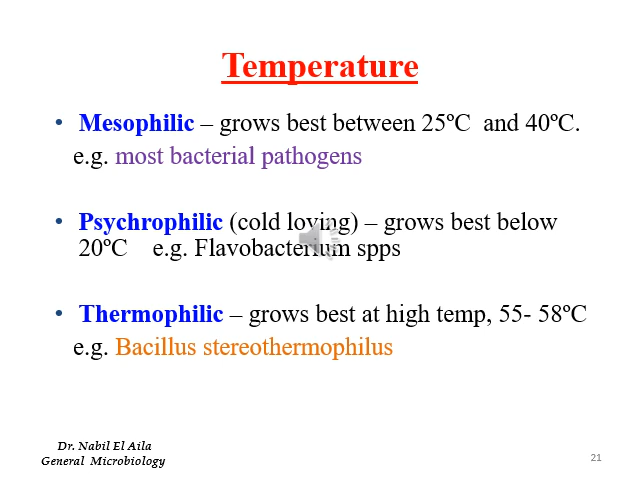 Temperature
• Mesophilic – grows best between 25ºC and 40ºC.
e.g. most bacterial pathogens
• Psychrophilic (cold loving) – grows best below
20ºC e.g. Flavobacterium spps
• Thermophilic – grows best at high temp, 55- 58ºC
e.g. Bacillus stereothermophilus
Dr. Nabil El Aila
General Microbiology
21